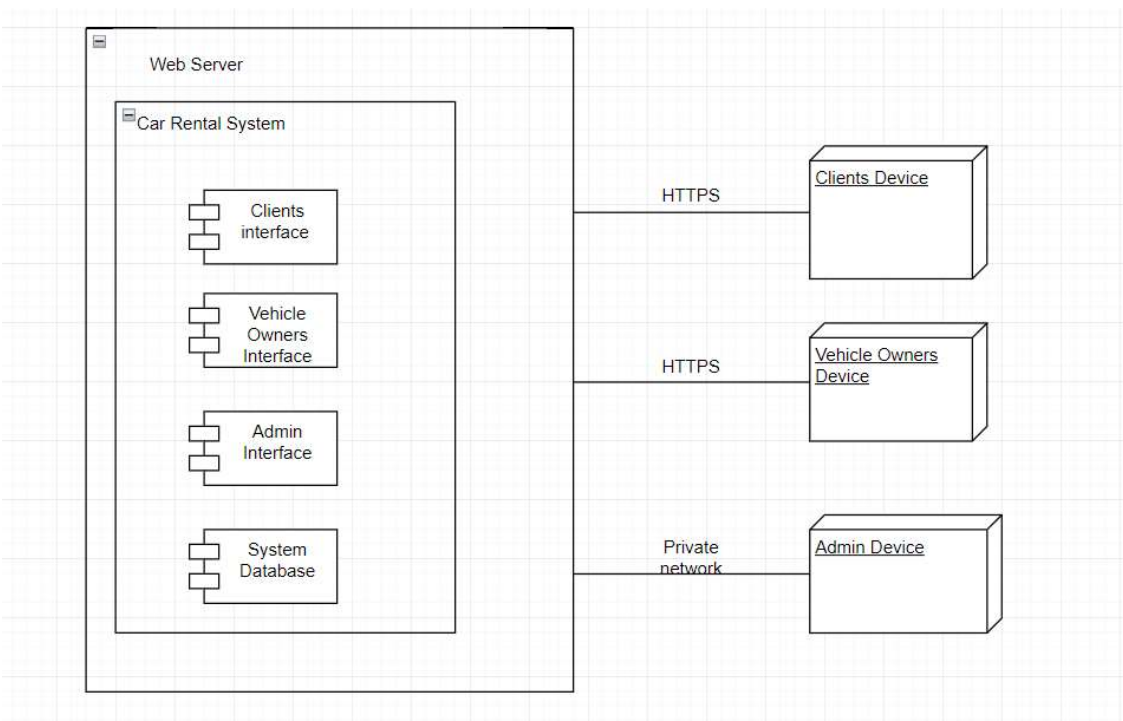 Web Server
Car Rental System
Clients
interface
Vehicle
Owners
Interface
Admin
Interface
System
Database
HTTPS
Clients Device
HTTPS
Vehicle Owners
Device
Private
network
Admin Device